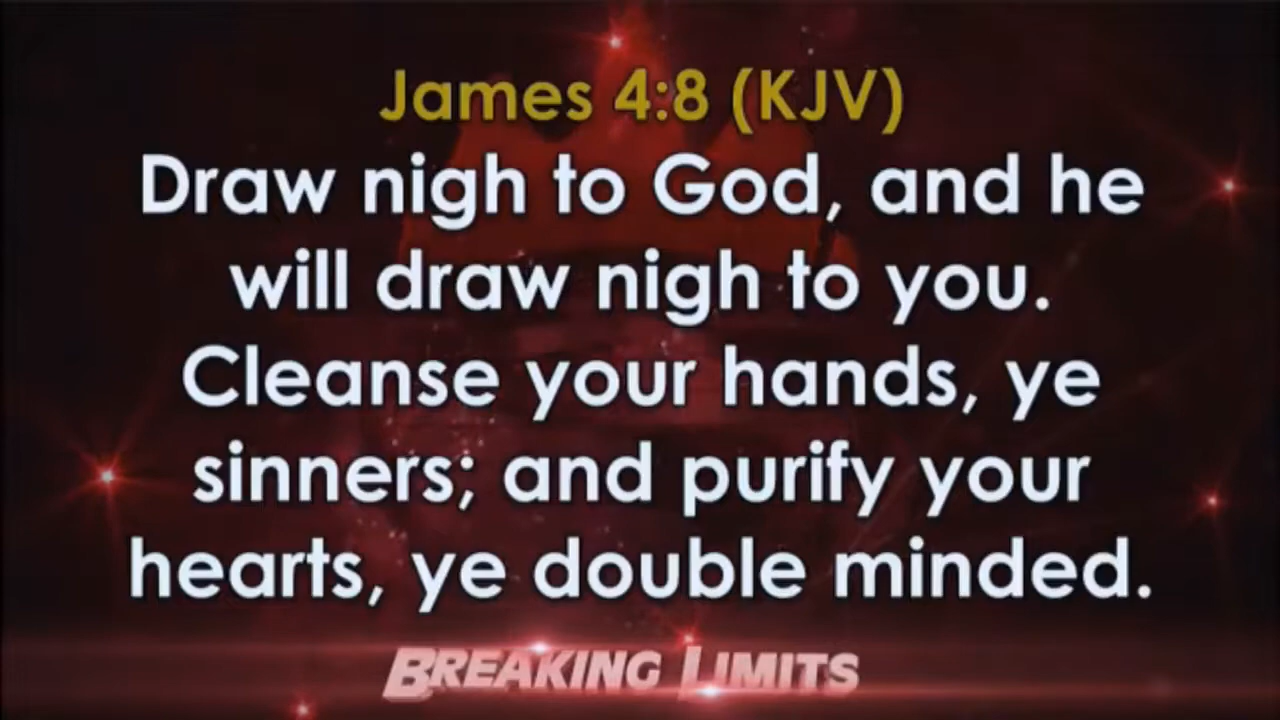 James 4:8 (KJV)
Draw nigh to God, and he
will draw nigh to you.
Cleanse your hands, ye
sinners; and purify your
hearts, ye double minded.
BREAKING LIMITS